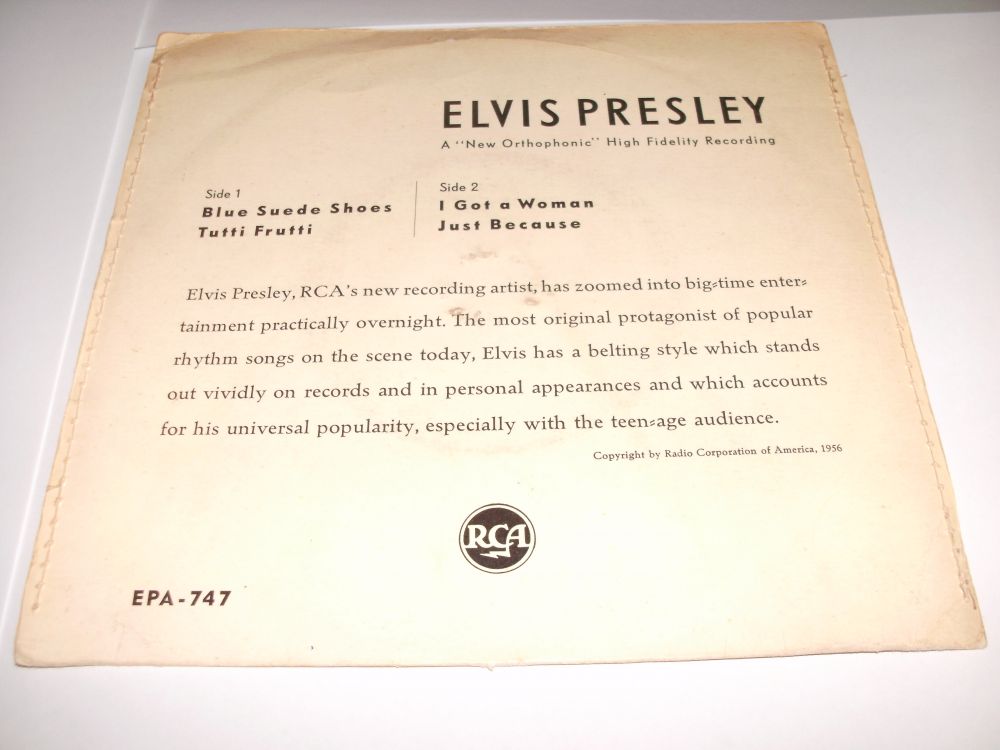 ELVIS PRESLEY
A "New Orthophonic" High Fidelity Recording
Side 1
Blue Suede Shoes
Tutti Frutti
Side 2
I Got a Woman
Just Because
Elvis Presley, RCA's new recording artist, has zoomed into big-time enter-
tainment practically overnight. The most original protagonist of popular
rhythm songs on the scene today, Elvis has a belting style which stands
out vividly on records and in personal appearances and which accounts
for his universal popularity, especially with the teen-age audience.
Copyright by Radio Corporation of America, 1956
RCA
EPA-747